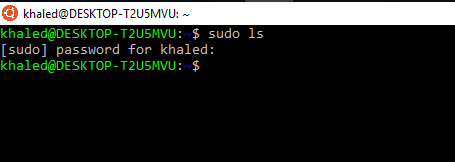 khaled@DESKTOP-T2U5MVU: ~
khaled@DESKTOP-T2U5MVU:~$ sudo ls
[sudo] password for khaled:
khaled@DESKTOP-T2U5MVU:~$